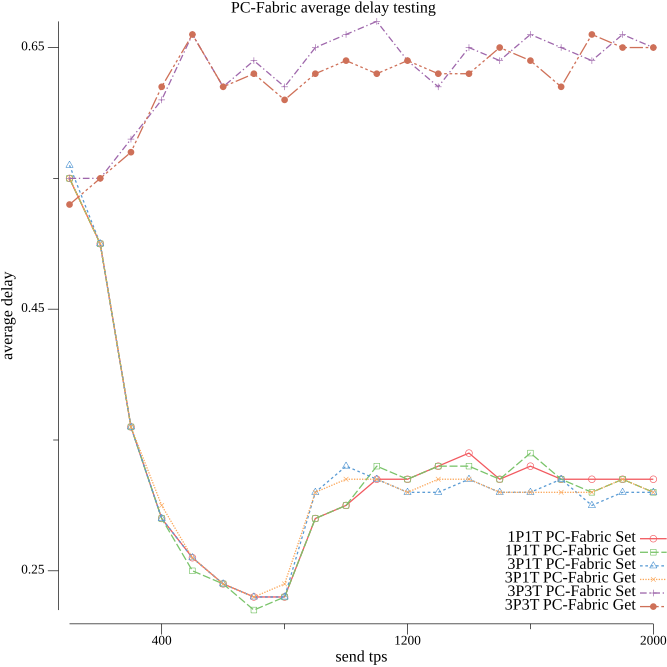 PC-Fabric average delay testing
0.65
0.45
0.25
average delay
1P1T PC-Fabric Set
1P1T PC-Fabric Get
3P1T PC-Fabric Set
3P1T PC-Fabric Get
3P3T PC-Fabric Set
3P3T PC-Fabric Get
400
1200
2000
send tps